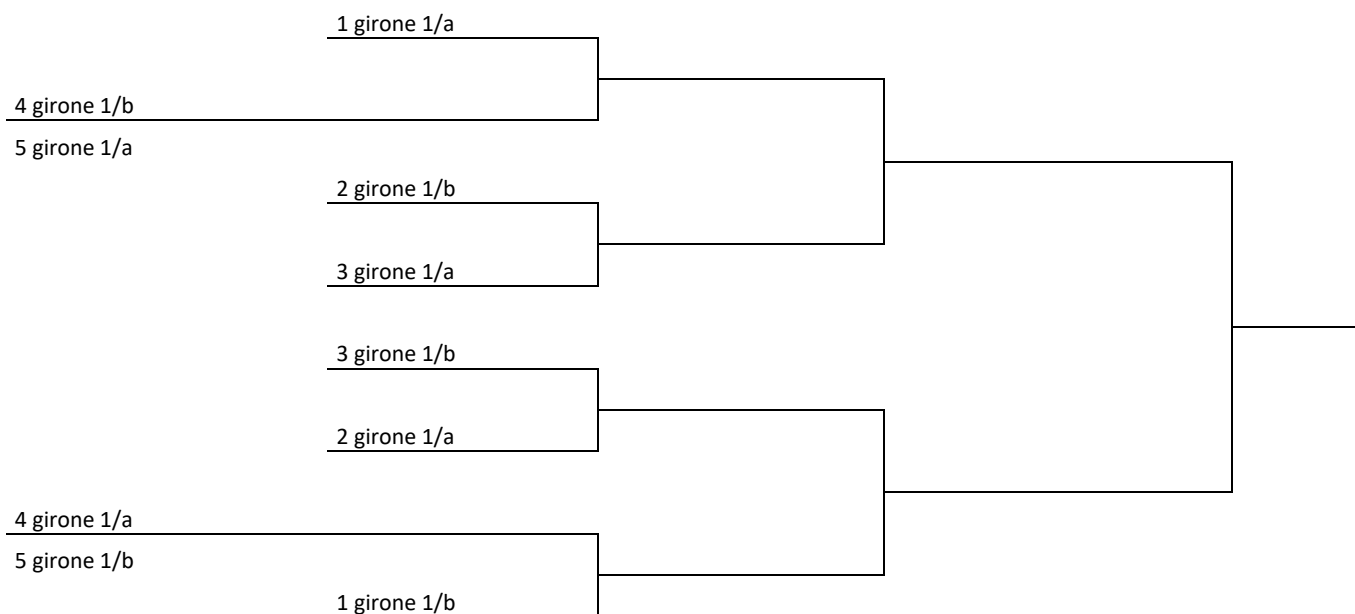 1 girone 1/a
4 girone 1/b
5 girone 1/a
2 girone 1/b
3 girone 1/a
3 girone 1/b
2 girone 1/a
4 girone 1/a
5 girone 1/b
1 girone 1/b